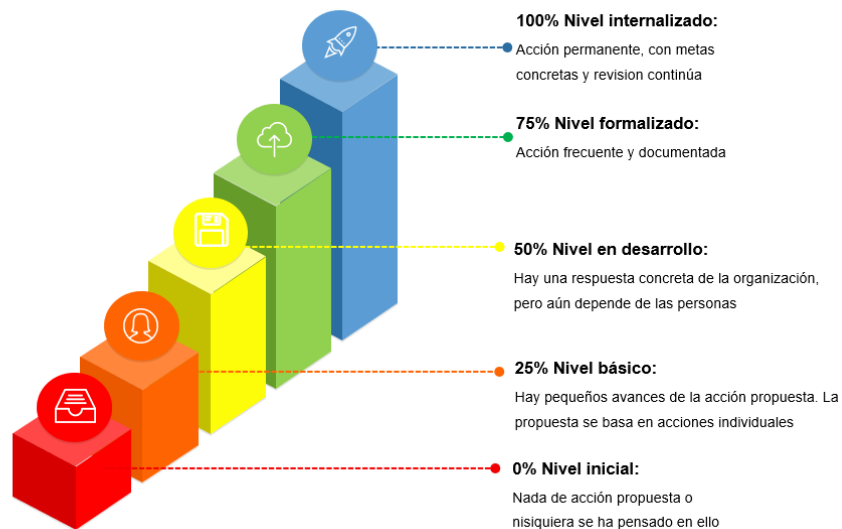 100% Nivel internalizado:
Acción permanente, con metas
concretas y revision continúa
75% Nivel formalizado:
Acción frecuente y documentada
50% Nivel en desarrollo:
Hay una respuesta concreta de la organización,
pero aún depende de las personas
25% Nivel básico:
Hay pequeños avances de la acción propuesta. La
propuesta se basa en acciones individuales
0% Nivel inicial:
Nada de acción propuesta o
nisiquiera se ha pensado en ello